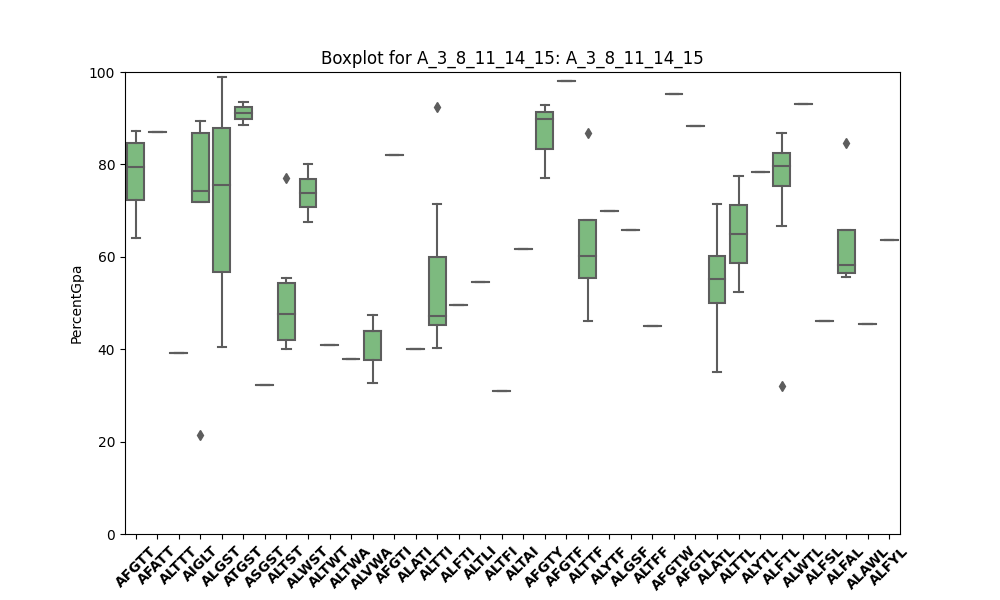 Boxplot for A_3_8_11_14_15: A_3_8_11_14_15
PercentGpa
100
80
60
40
20
0
AFGTT
AFATT
ALTTT
AIGLT
ALGST
ATGST
ASGST
ALTST
ALWST
ALTWT
ALTWA
ALVWA
AFGTI
ALATI
ALTTI
ALFTI
ALTLI
ALTFI
ALTAI
AFGTY
AFGTF
ALTTF
ALYTF
ALGSF
ALTFF
AFGTW
AFGTL
ALATL
ALTTL
ALYTL
ALFTL
ALWTL
ALFSL
ALFAL
ALAWL
ALFYL